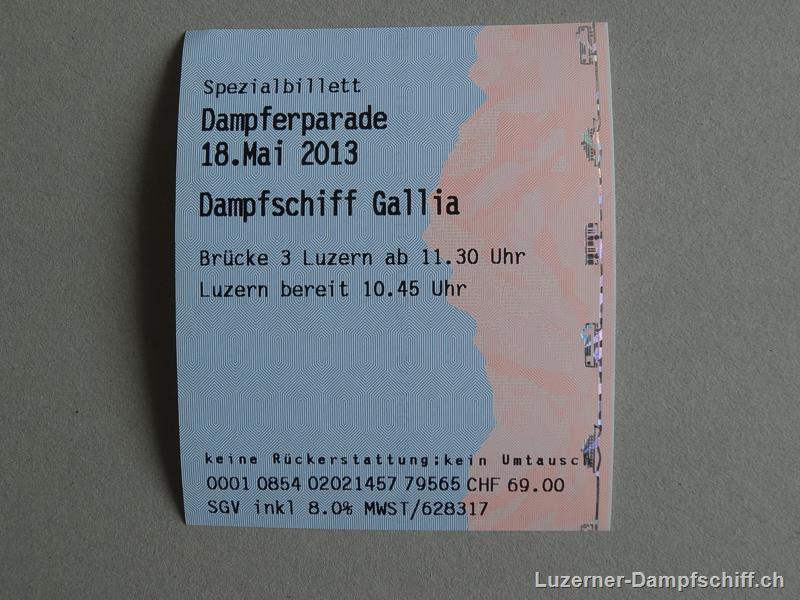 Spezialbillett
Dampferparade
18.Mai 2013
Dampfschiff Gallia
Brücke 3 Luzern ab 11.30 Uhr
Luzern bereit 10.45 Uhr
keine Rückerstattung;kein Umtausch
0001 0854 02021457 79565 CHF 69.00
SGV inkl 8.0% MWST/628317
Luzerner-Dampfschiff.ch